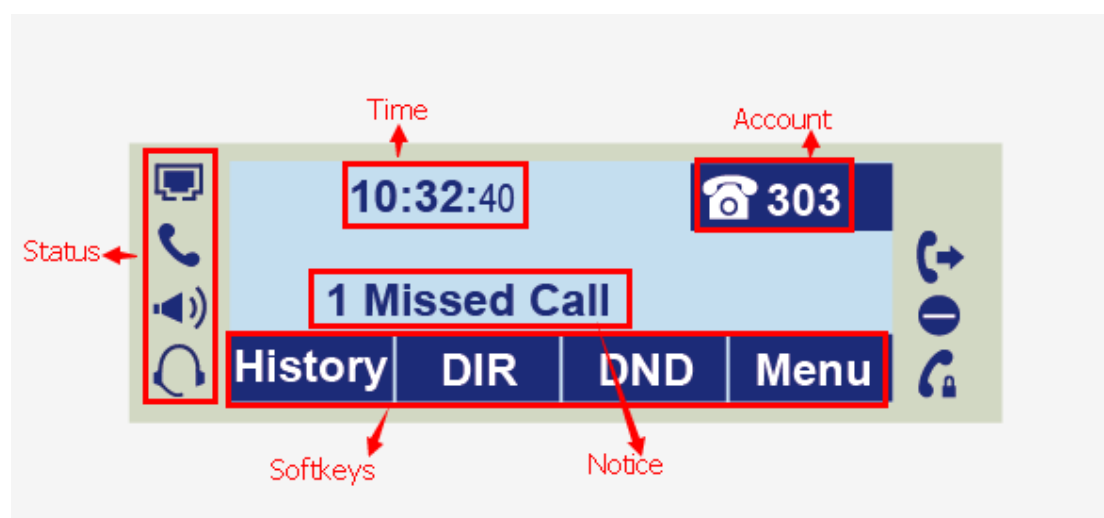 Time
Account
10:32:40
303
Status
1 Missed Call
History DIR DND Menu
Softkeys
Notice